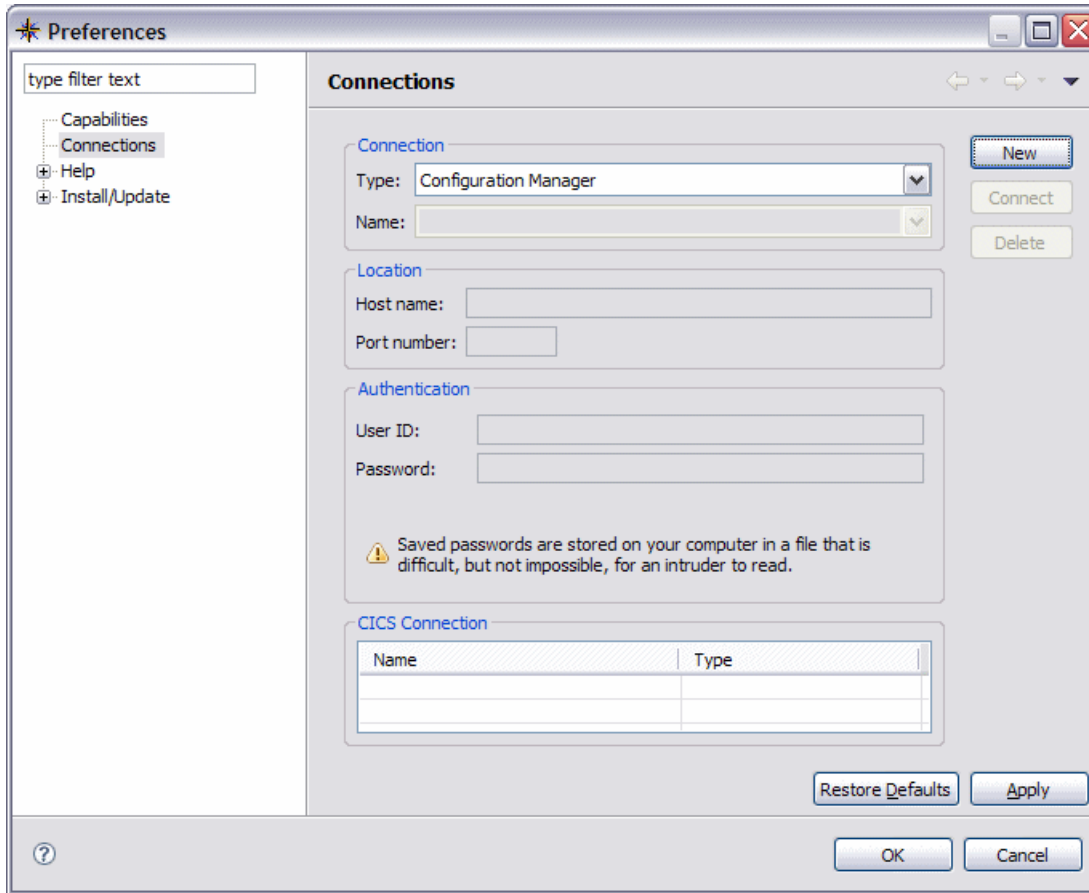 Preferences
type filter text
Capabilities
Connections
Help
Install/Update
Connections
Connection
Type: Configuration Manager
Name:
New
Connect
Delete
Location
Host name:
Port number:
Authentication
User ID:
Password:
Saved passwords are stored on your computer in a file that is
difficult, but not impossible, for an intruder to read.
CICS Connection
Name Type
Restore Defaults Apply
? OK Cancel